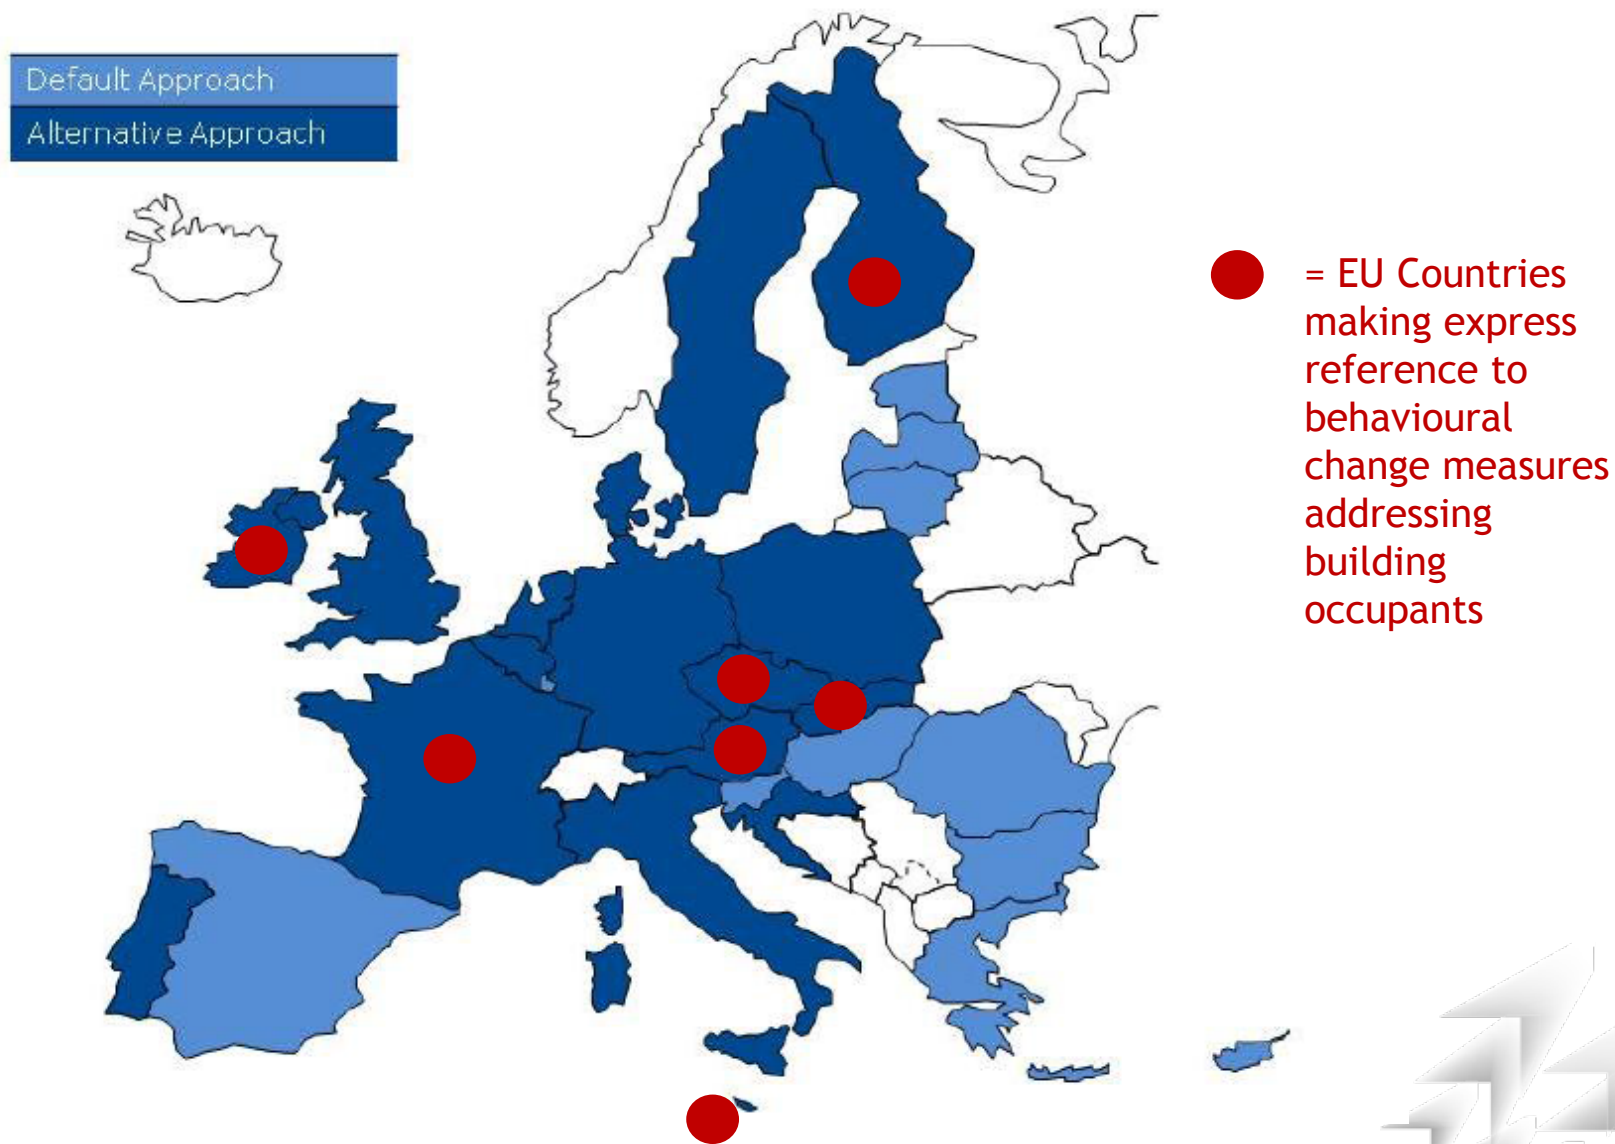 Default Approach
Alternative Approach
= EU Countries
making express
reference to
behavioural
change measures
addressing
building
occupants